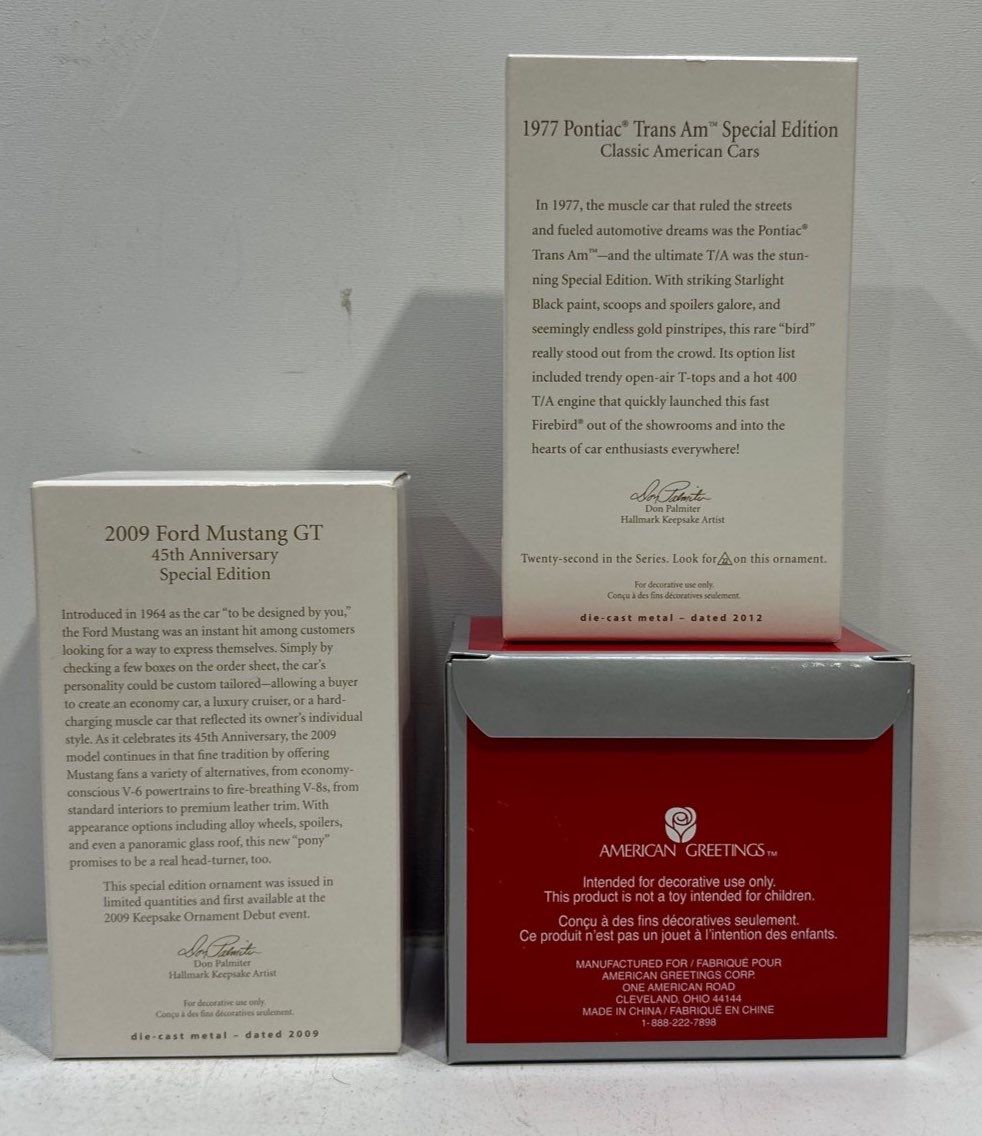 1977 Pontiac® Trans Am™ Special Edition
Classic American Cars
In 1977, the muscle car that ruled the streets
and fueled automotive dreams was the Pontiac®
Trans Am™—and the ultimate T/A was the stun-
ning Special Edition. With striking Starlight
Black paint, scoops and spoilers galore, and
seemingly endless gold pinstripes, this rare “bird”
really stood out from the crowd. Its option list
included trendy open-air T-tops and a hot 400
T/A engine that quickly launched this fast
Firebird® out of the showrooms and into the
hearts of car enthusiasts everywhere!
Don Palmiter
Don Palmiter
Hallmark Keepsake Artist
Twenty-second in the Series. Look for 22 on this ornament.
For decorative use only.
Conçu à des fins décoratives seulement.
die-cast metal – dated 2012
2009 Ford Mustang GT
45th Anniversary
Special Edition
Introduced in 1964 as the car “to be designed by you,”
the Ford Mustang was an instant hit among customers
looking for a way to express themselves. Simply by
checking a few boxes on the order sheet, the car’s
personality could be custom tailored—allowing a buyer
to create an economy car, a luxury cruiser, or a hard-
charging muscle car that reflected its owner’s individual
style. As it celebrates its 45th Anniversary, the 2009
model continues in that fine tradition by offering
Mustang fans a variety of alternatives, from economy-
conscious V-6 powertrains to fire-breathing V-8s, from
standard interiors to premium leather trim. With
appearance options including alloy wheels, spoilers,
and even a panoramic glass roof, this new “pony”
promises to be a real head-turner, too.
This special edition ornament was issued in
limited quantities and first available at the
2009 Keepsake Ornament Debut event.
Don Palmiter
Don Palmiter
Hallmark Keepsake Artist
For decorative use only.
Conçu à des fins décoratives seulement.
die-cast metal – dated 2009
AMERICAN GREETINGS™
Intended for decorative use only.
This product is not a toy intended for children.
Conçu à des fins décoratives seulement.
Ce produit n’est pas un jouet à l’intention des enfants.
MANUFACTURED FOR / FABRIQUÉ POUR
AMERICAN GREETINGS CORP.
ONE AMERICAN ROAD
CLEVELAND, OHIO 44144
MADE IN CHINA / FABRIQUÉ EN CHINE
1-888-222-7898